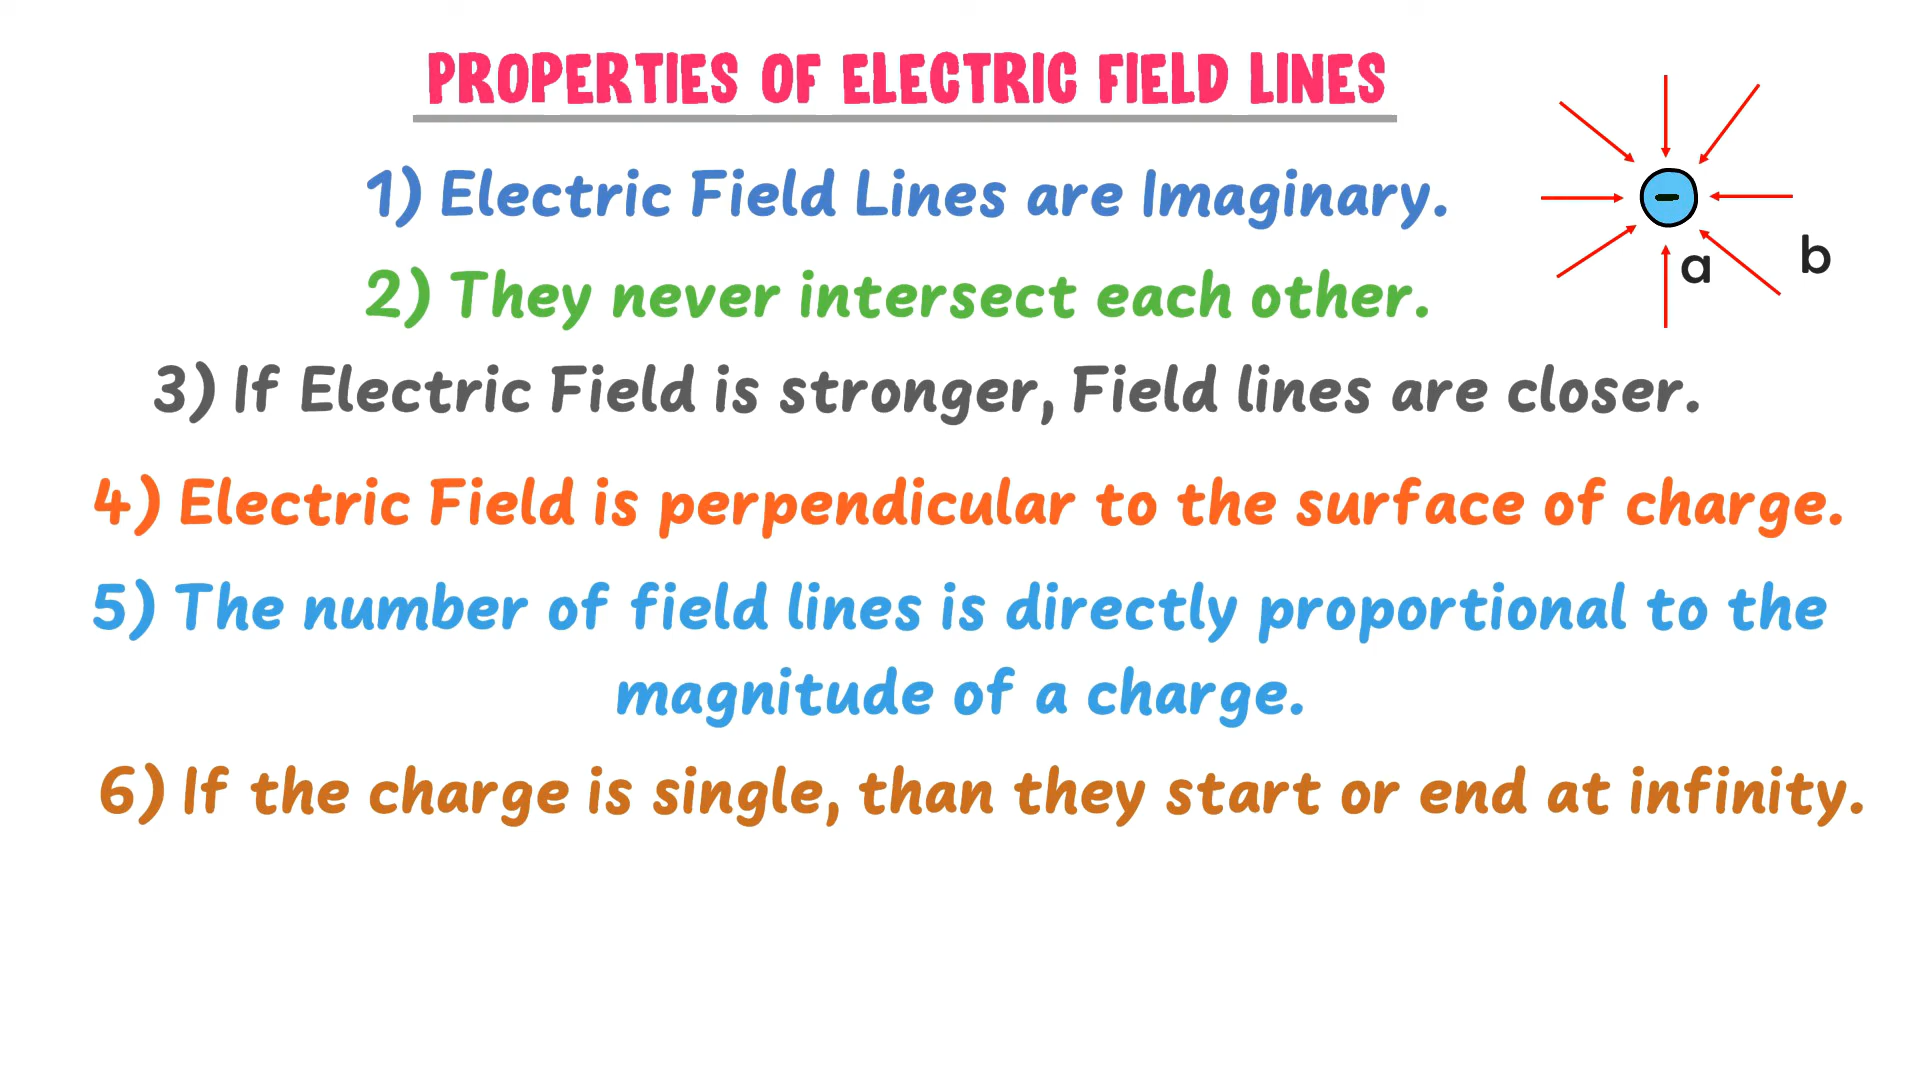 PROPERTIES OF ELECTRIC FIELD LINES
1) Electric Field Lines are Imaginary.
2) They never intersect each other.
3) If Electric Field is stronger, Field lines are closer.
4) Electric Field is perpendicular to the surface of charge.
5) The number of field lines is directly proportional to the
magnitude of a charge.
6) If the charge is single, than they start or end at infinity.
-
a
b